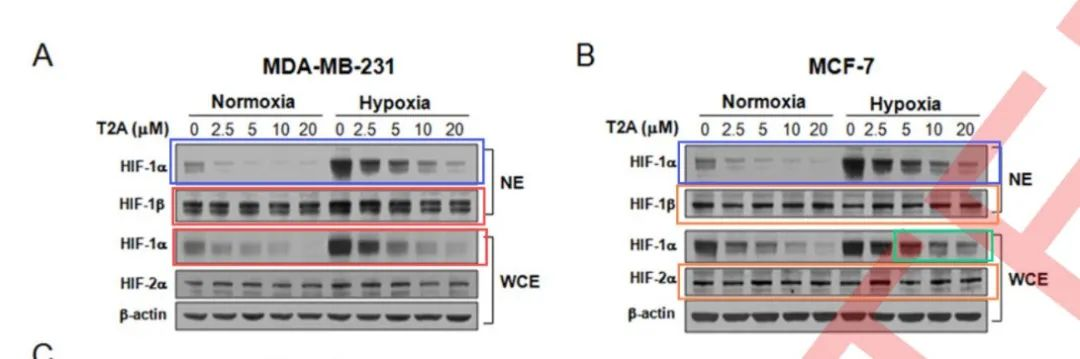 A
B
MDA-MB-231
MCF-7
Normoxia Hypoxia
Normoxia Hypoxia
T2A (μM) 0 2.5 5 10 20 0 2.5 5 10 20
T2A (μM) 0 2.5 5 10 20 0 2.5 5 10 20
HIF-1α
HIF-1β
NE
HIF-1α
HIF-2α
β-actin
WCE
HIF-1α
HIF-1β
NE
HIF-1α
HIF-2α
β-actin
WCE
C